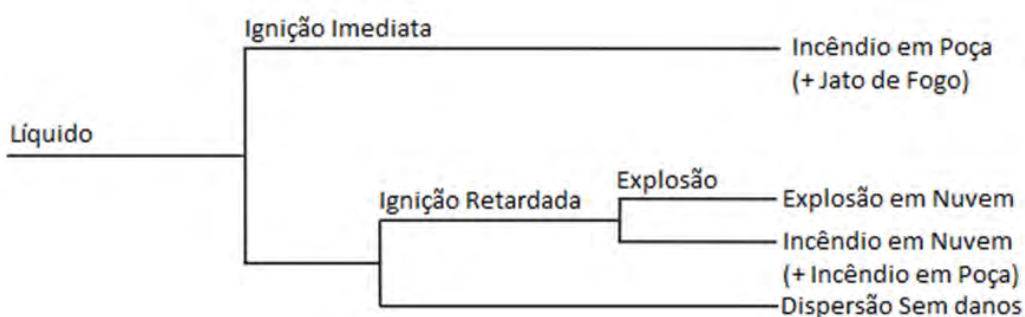 Ignição Imediata
Incêndio em Poça
(+ Jato de Fogo)
Líquido
Explosão
Ignição Retardada
Explosão em Nuvem
Incêndio em Nuvem
(+ Incêndio em Poça)
Dispersão Sem danos